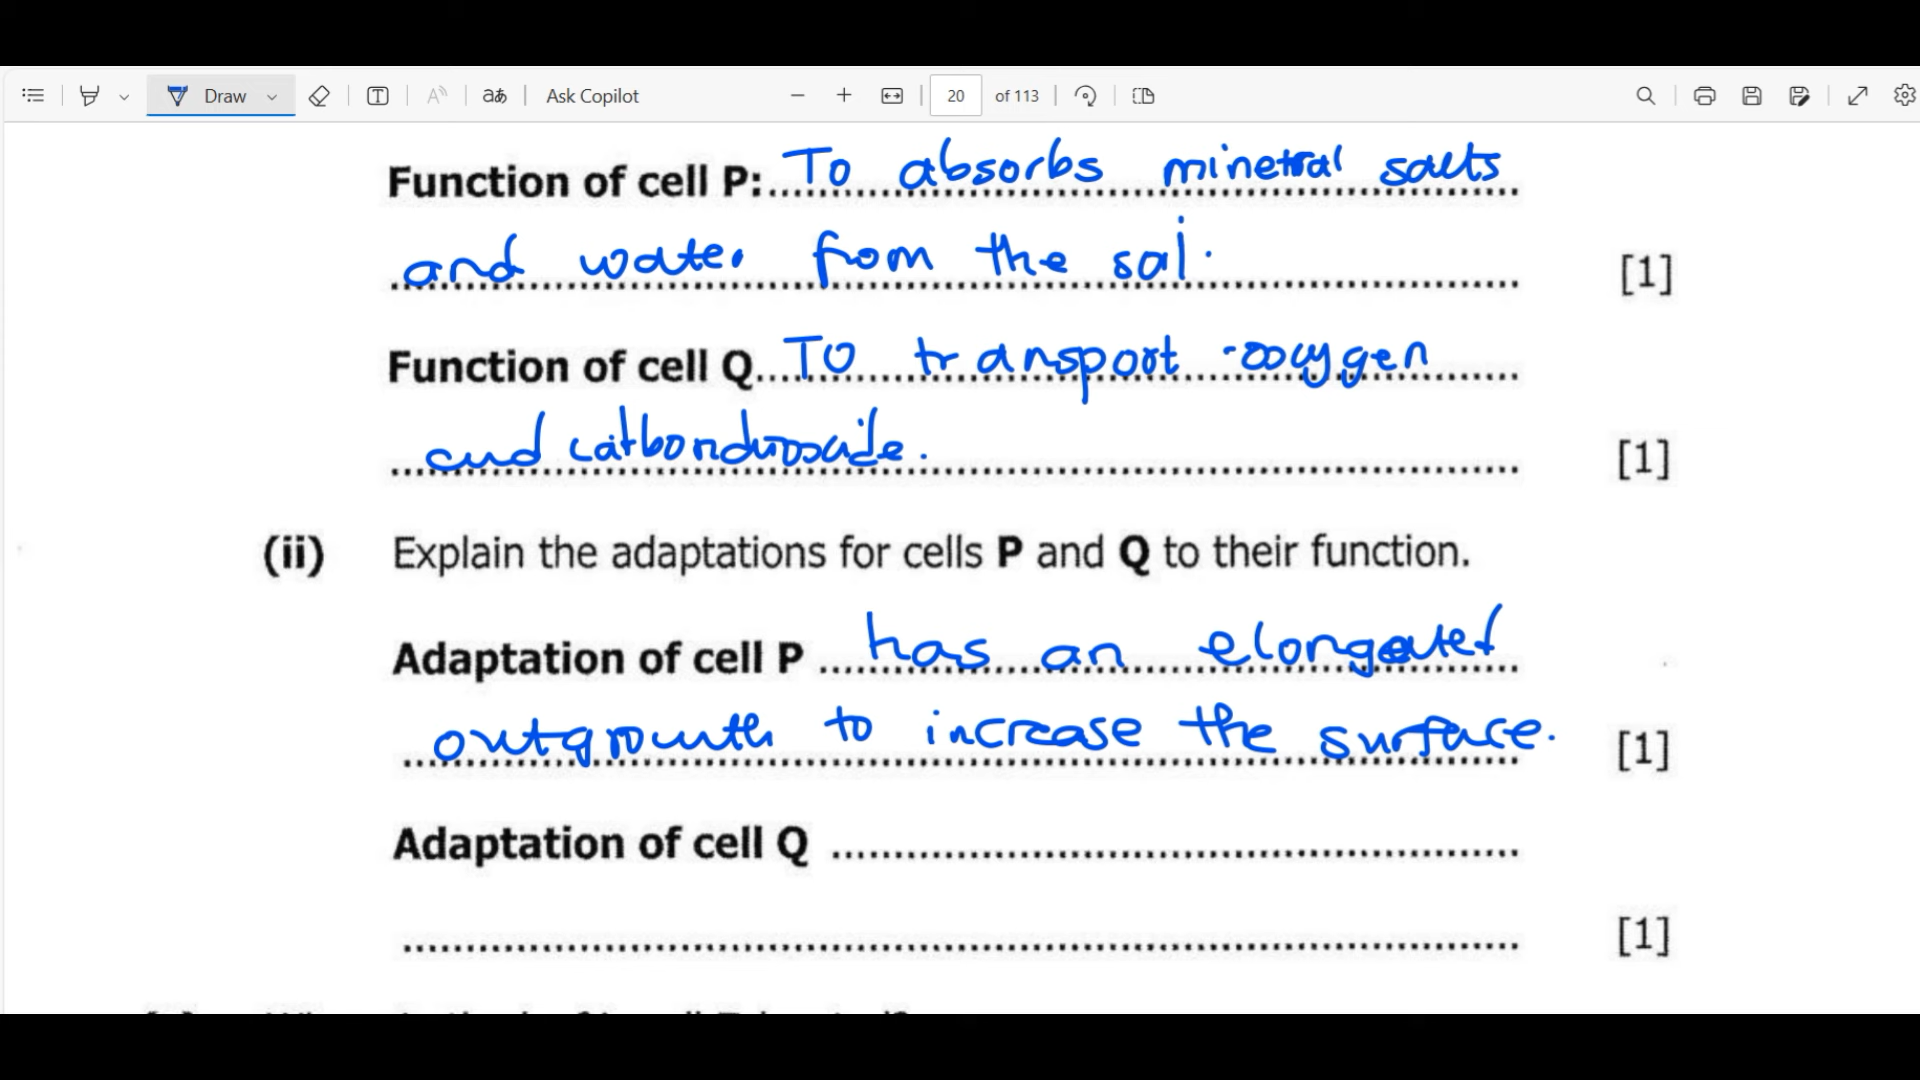 Draw
Ask Copilot
20 of 113
Function of cell P: To absorbs minetral salts
and water from the soil. [1]
Function of cell Q To transport oxygen
and carbondioxide. [1]
(ii) Explain the adaptations for cells P and Q to their function.
Adaptation of cell P has an elongated
outgrowth to increase the surface. [1]
Adaptation of cell Q
[1]